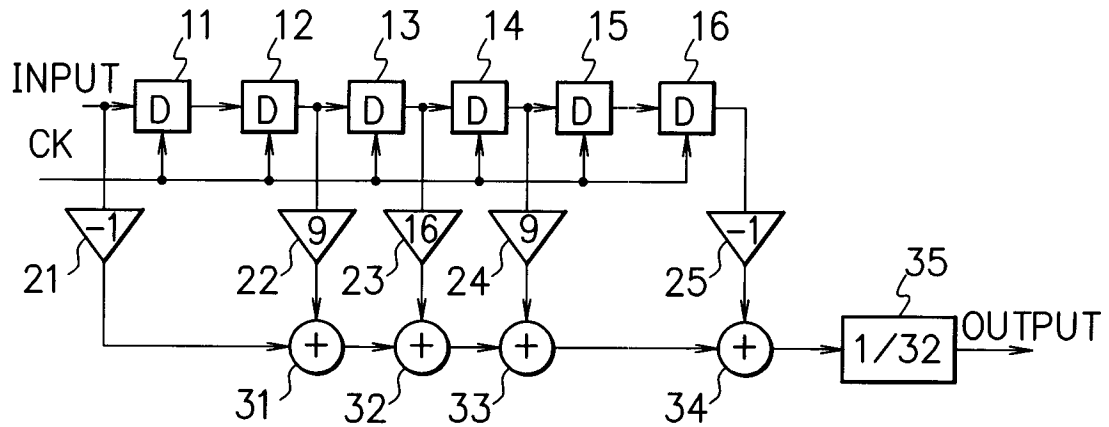 11 12 13 14 15 16
INPUT
D D D D D D
CK
-1 9 16 9 -1
21 22 23 24 25 35
+ + + + 1/32 OUTPUT
31 32 33 34